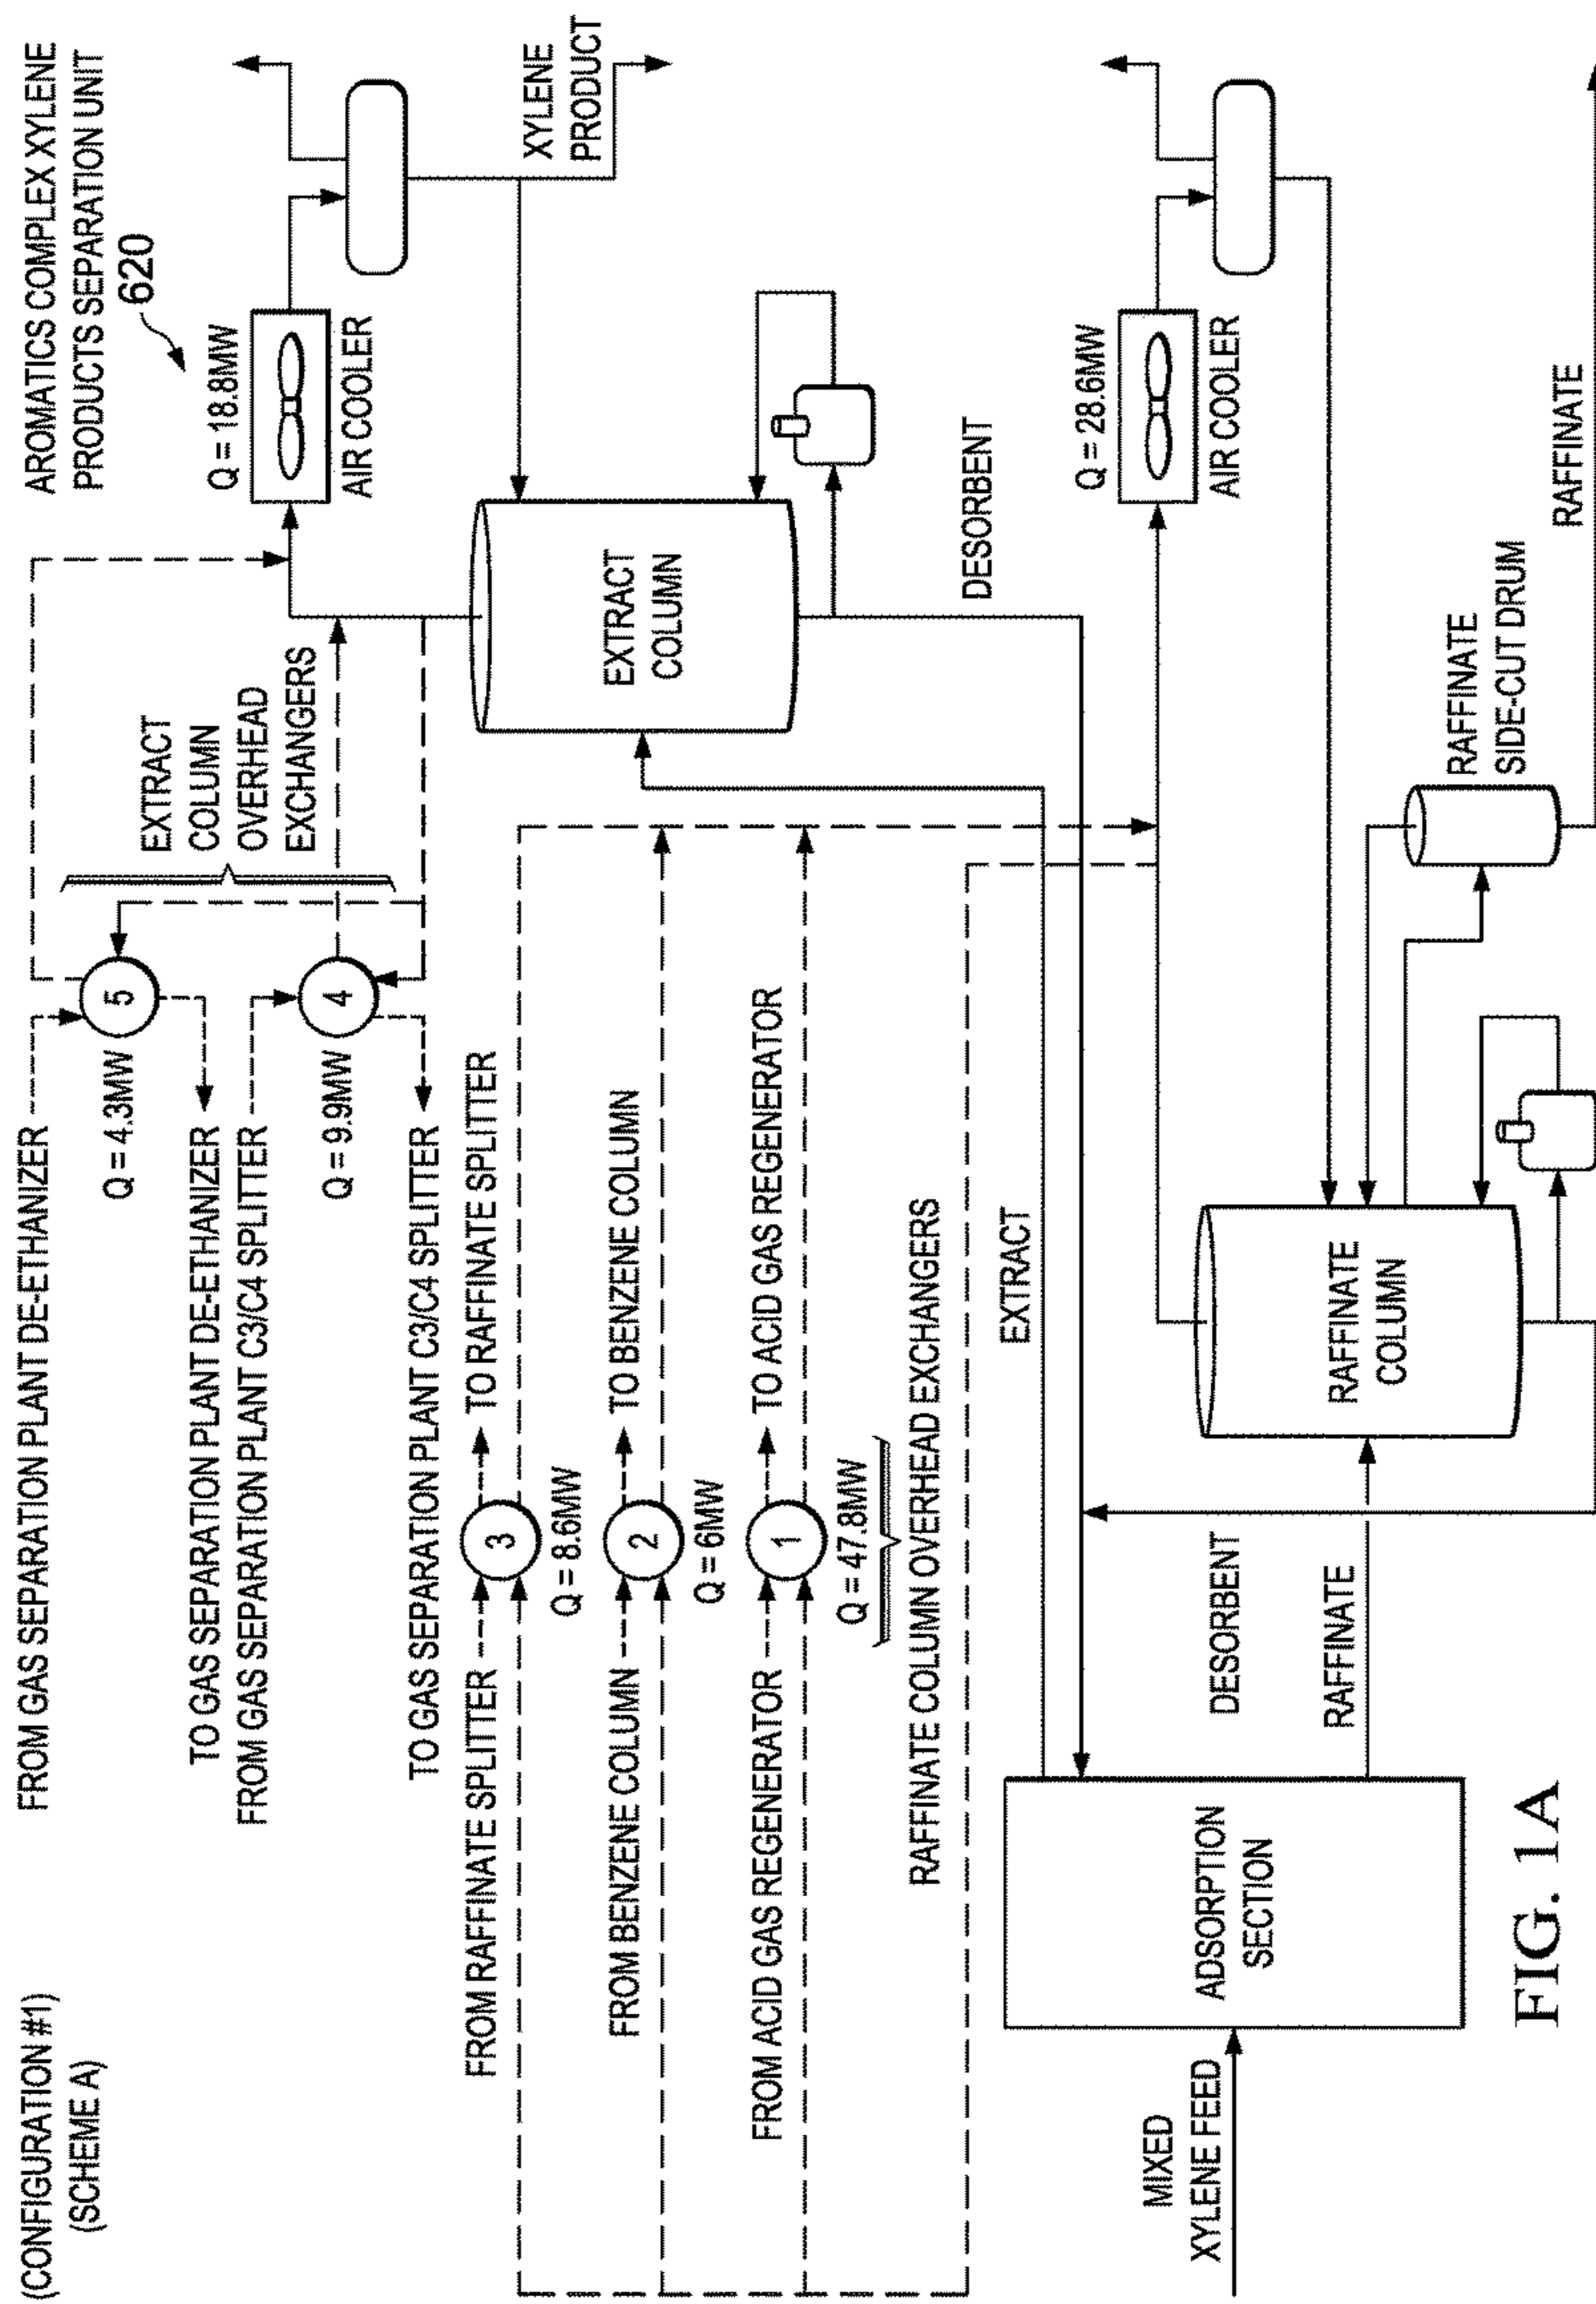 (CONFIGURATION #1)
(SCHEME A)
AROMATICS COMPLEX XYLENE
PRODUCTS SEPARATION UNIT
620
FROM GAS SEPARATION PLANT DE-ETHANIZER
5
Q = 4.3MW
TO GAS SEPARATION PLANT DE-ETHANIZER
FROM GAS SEPARATION PLANT C3/C4 SPLITTER
4
Q = 9.9MW
TO GAS SEPARATION PLANT C3/C4 SPLITTER
EXTRACT
COLUMN
OVERHEAD
EXCHANGERS
Q = 18.8MW
AIR COOLER
XYLENE
PRODUCT
FROM RAFFINATE SPLITTER
3
TO RAFFINATE SPLITTER
Q = 8.6MW
FROM BENZENE COLUMN
2
TO BENZENE COLUMN
Q = 6MW
FROM ACID GAS REGENERATOR
1
TO ACID GAS REGENERATOR
Q = 47.8MW
RAFFINATE COLUMN OVERHEAD EXCHANGERS
EXTRACT
COLUMN
DESORBENT
EXTRACT
Q = 28.6MW
AIR COOLER
MIXED
XYLENE FEED
ADSORPTION
SECTION
DESORBENT
RAFFINATE
RAFFINATE
COLUMN
RAFFINATE
SIDE-CUT DRUM
RAFFINATE
FIG. 1A